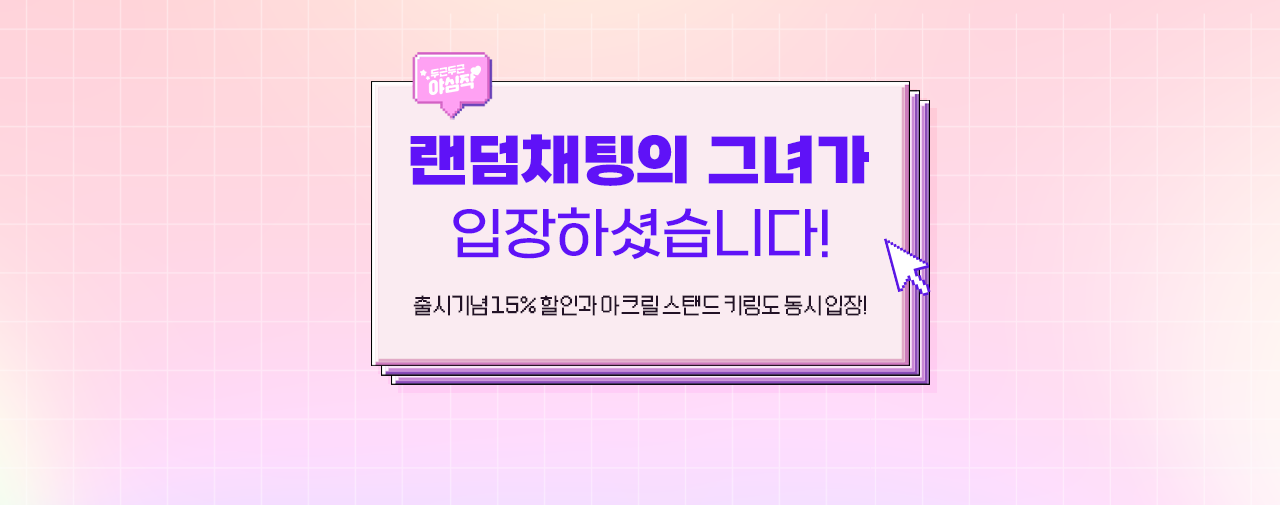 두근두근
야심작
랜덤채팅의 그녀가
입장하셨습니다!
출시기념 15% 할인과 아크릴 스탠드 키링도 동시 입장!